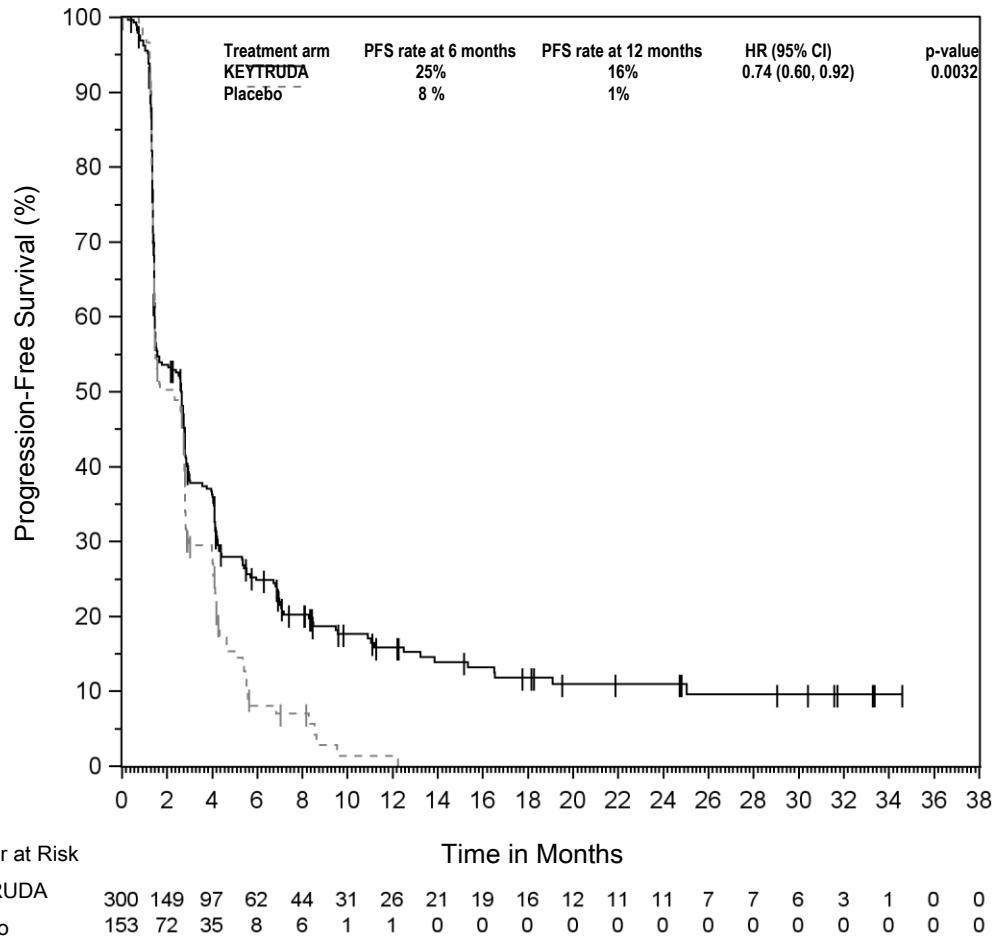 100
Treatment arm PFS rate at 6 months PFS rate at 12 months HR (95% CI) p-value
KEYTRUDA 25% 16% 0.74 (0.60, 0.92) 0.0032
Placebo 8 % 1%
90
80
70
60
50
40
30
20
10
0
Progression-Free Survival (%)
0 2 4 6 8 10 12 14 16 18 20 22 24 26 28 30 32 34 36 38
Time in Months
r at Risk
RUDA 300 149 97 62 44 31 26 21 19 16 12 11 11 7 7 6 3 1 0 0
o 153 72 35 8 6 1 1 0 0 0 0 0 0 0 0 0 0 0 0 0